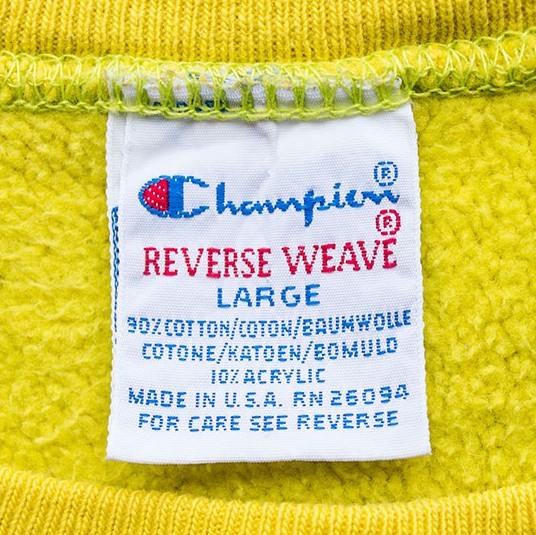 Champion®
REVERSE WEAVE®
LARGE
90% COTTON/COTON/BAUMWOLLE
COTONE/KATOEN/BOMULD
10% ACRYLIC
MADE IN U.S.A. RN 26094
FOR CARE SEE REVERSE